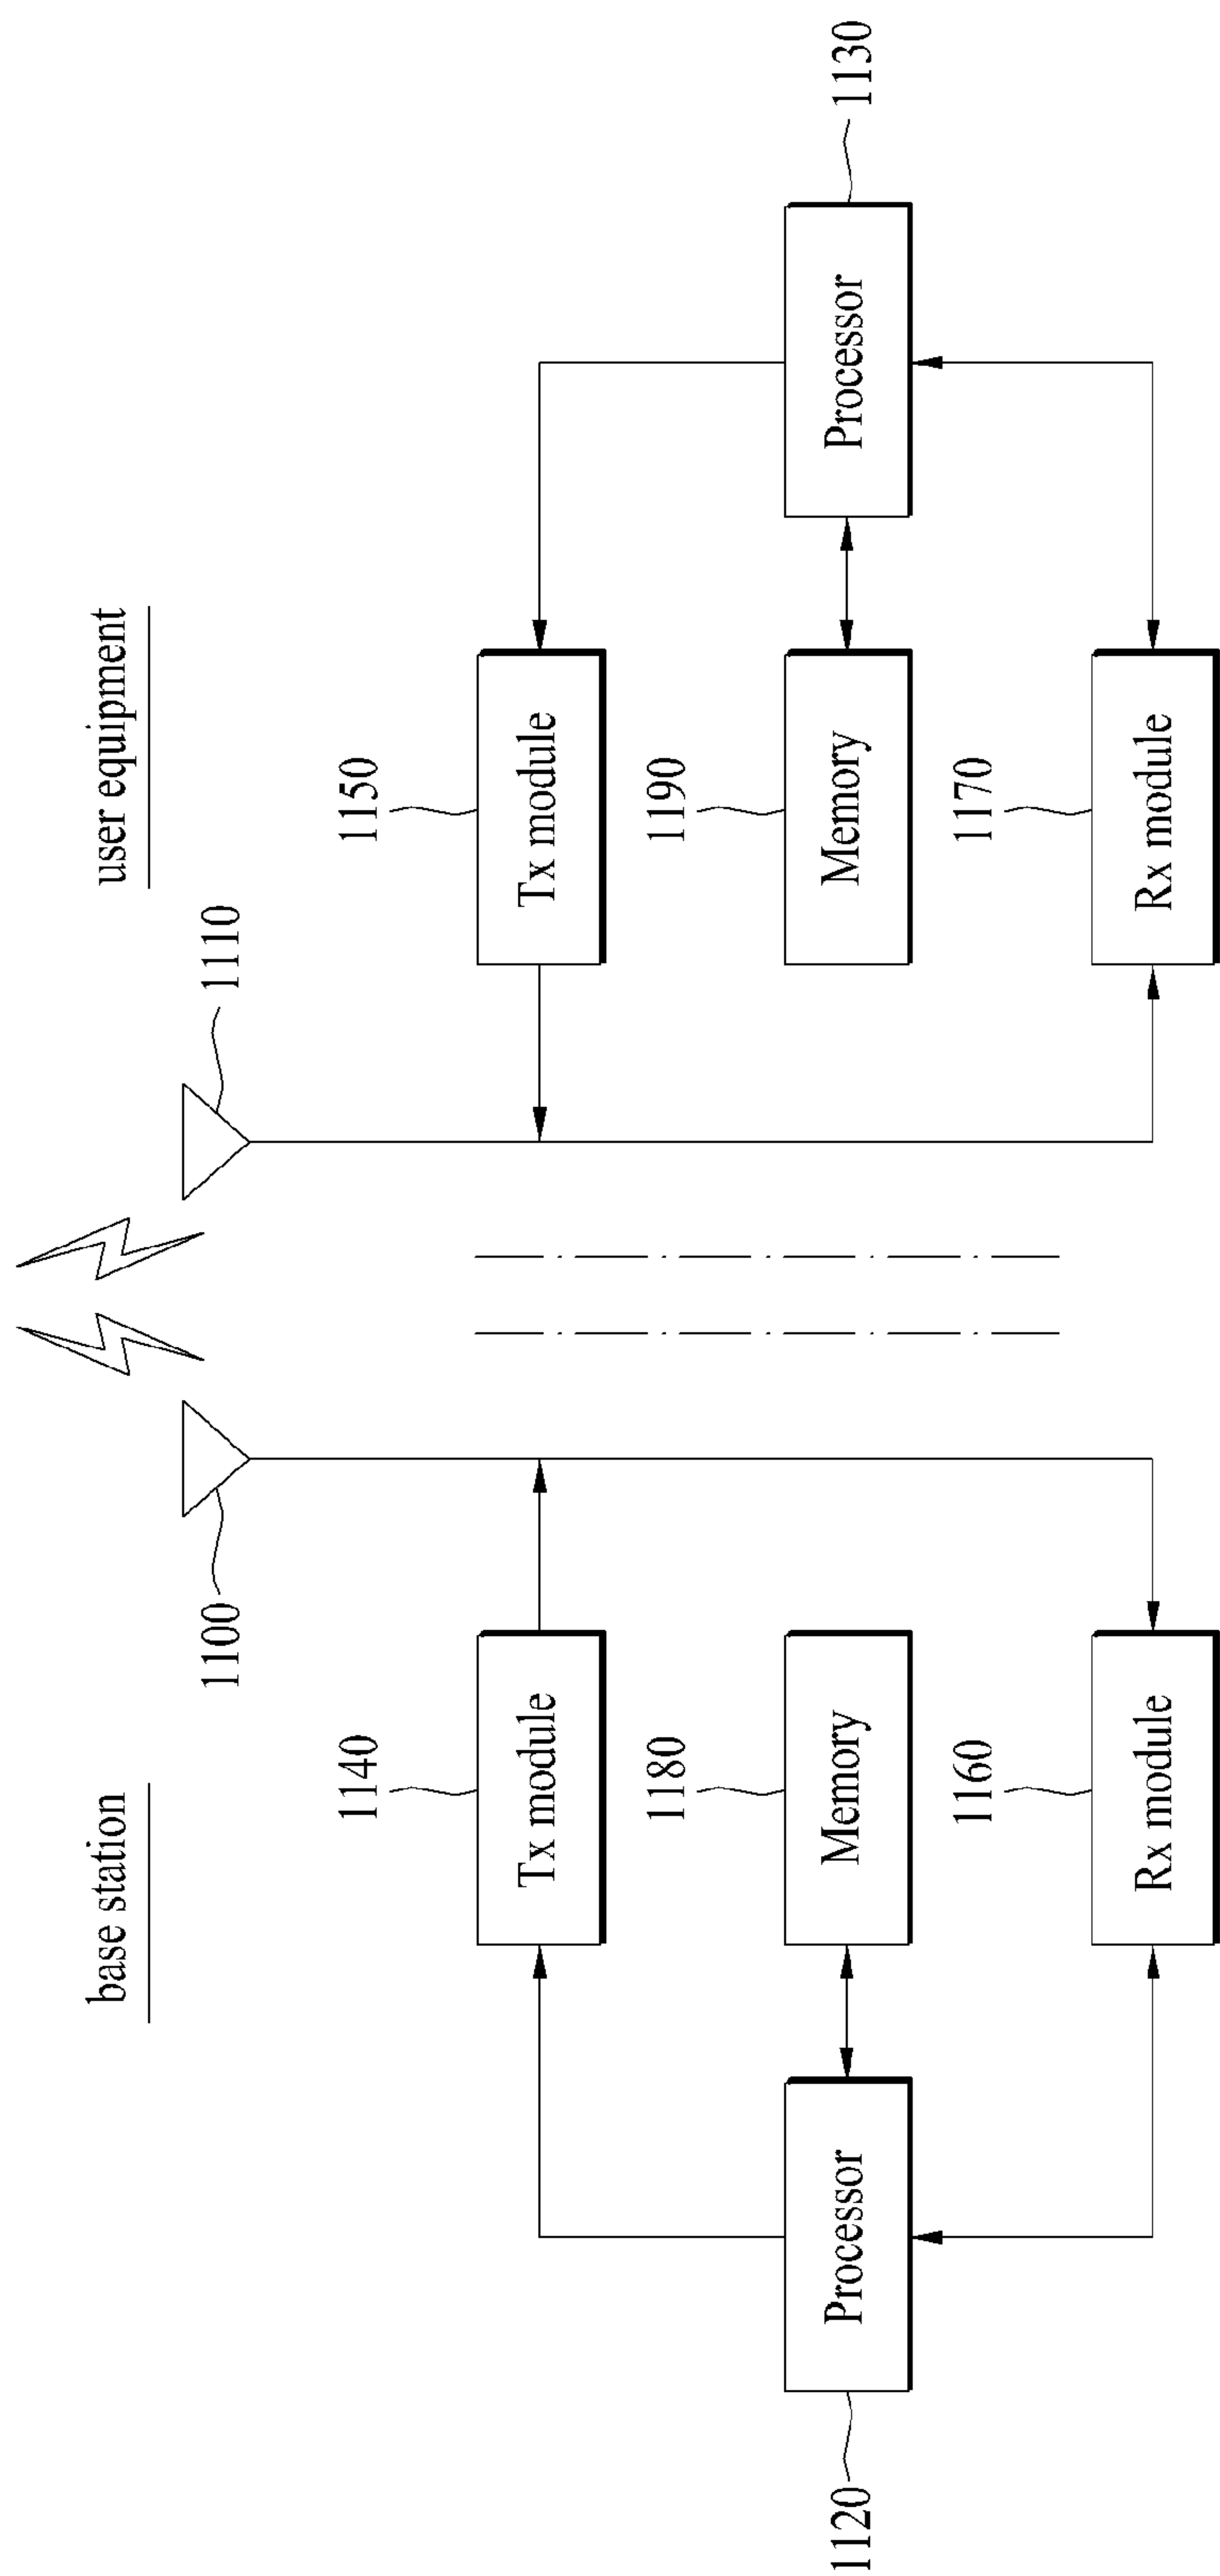 base station
user equipment
1100
1110
1140
Tx module
1150
Tx module
1120
Processor
1180
Memory
1190
Memory
Processor
1130
1160
Rx module
1170
Rx module